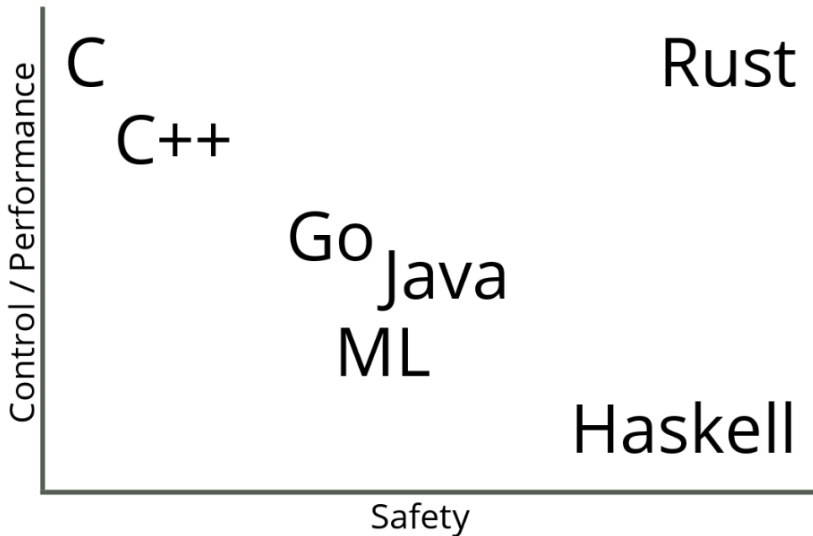 C
Rust
C++
Go
Java
ML
Haskell
Control / Performance
Safety